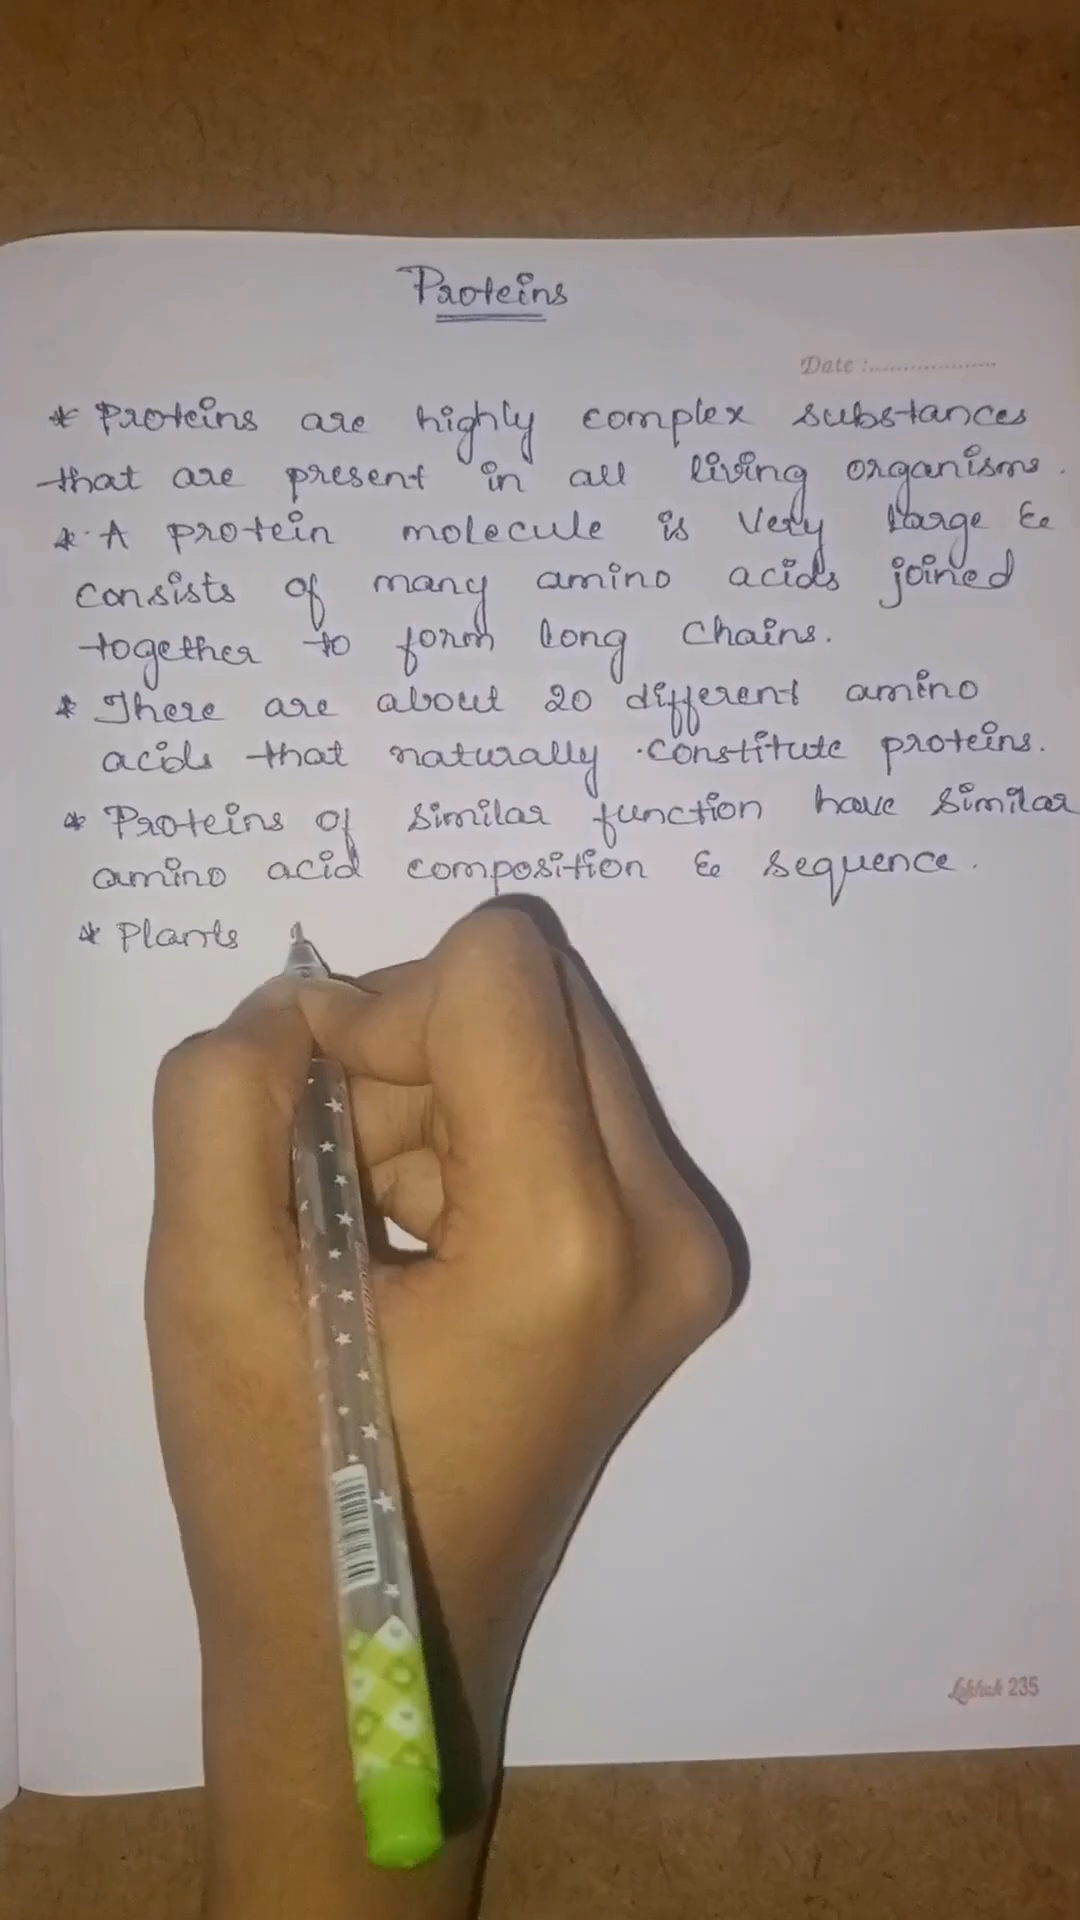 Proteins
Date :....................
* Proteins are highly complex substances
that are present in all living organisms.
* A protein molecule is very large &
consists of many amino acids joined
together to form long chains.
* There are about 20 different amino
acids that naturally constitute proteins.
* Proteins of similar function have similar
amino acid composition & sequence.
* Plants
235